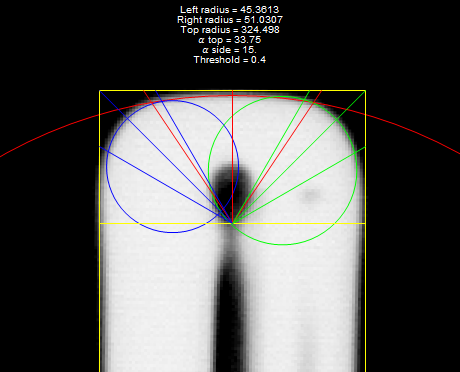 Left radius = 45.3613
Right radius = 51.0307
Top radius = 324.498
α top = 33.75
α side = 15.
Threshold = 0.4